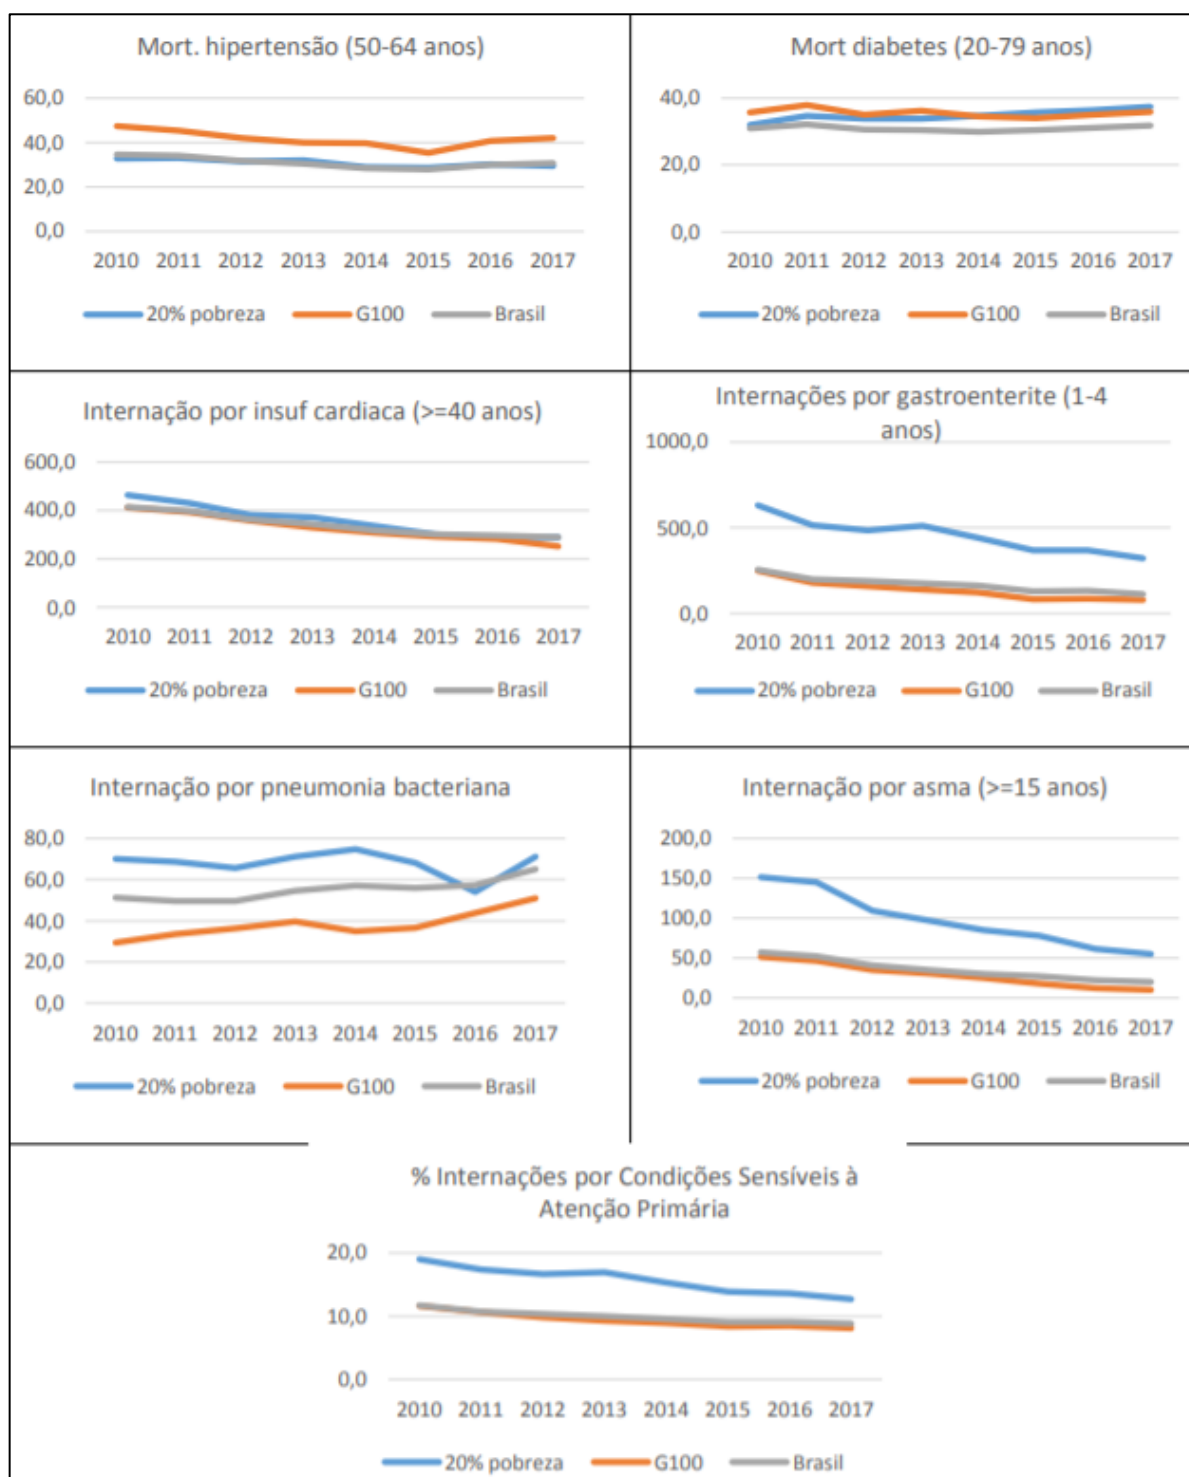 Mort. hipertensão (50-64 anos)
60,0
40,0
20,0
0,0
2010 2011 2012 2013 2014 2015 2016 2017
20% pobreza G100 Brasil
Mort diabetes (20-79 anos)
40,0
20,0
0,0
2010 2011 2012 2013 2014 2015 2016 2017
20% pobreza G100 Brasil
Internação por insuf cardiaca (>=40 anos)
600,0
400,0
200,0
0,0
2010 2011 2012 2013 2014 2015 2016 2017
20% pobreza G100 Brasil
Internações por gastroenterite (1-4
anos)
1000,0
500,0
0,0
2010 2011 2012 2013 2014 2015 2016 2017
20% pobreza G100 Brasil
Internação por pneumonia bacteriana
80,0
60,0
40,0
20,0
0,0
2010 2011 2012 2013 2014 2015 2016 2017
20% pobreza G100 Brasil
Internação por asma (>=15 anos)
200,0
150,0
100,0
50,0
0,0
2010 2011 2012 2013 2014 2015 2016 2017
20% pobreza G100 Brasil
% Internações por Condições Sensíveis à
Atenção Primária
20,0
10,0
0,0
2010 2011 2012 2013 2014 2015 2016 2017
20% pobreza G100 Brasil